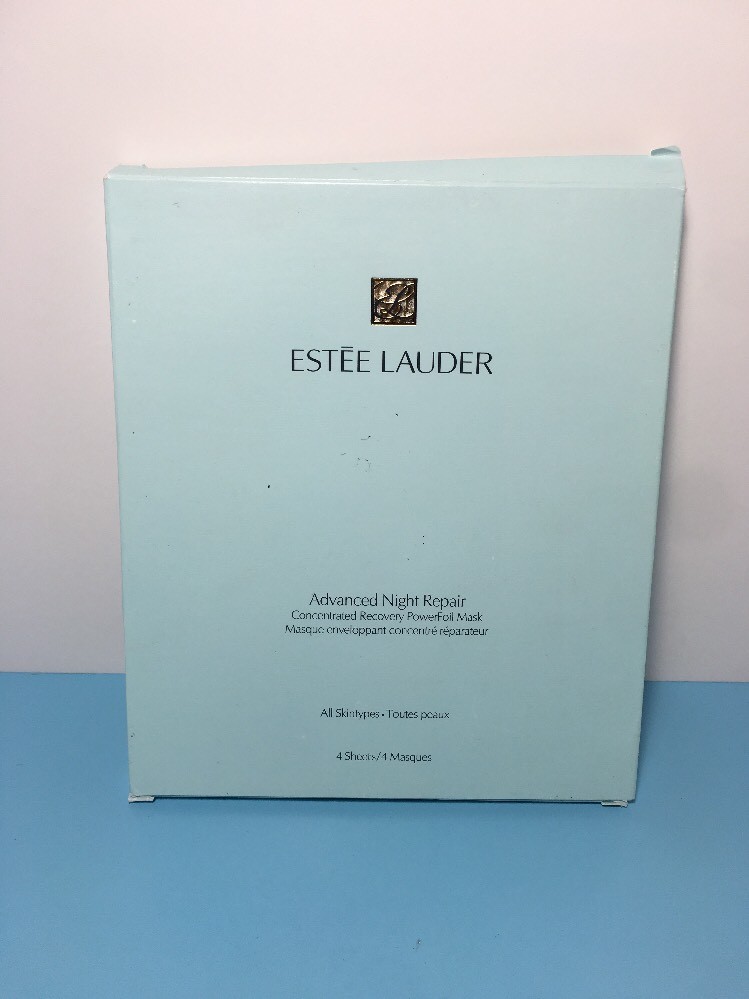 ESTĒE LAUDER
Advanced Night Repair
Concentrated Recovery PowerFoil Mask
Masque enveloppant concentré réparateur
All Skintypes • Toutes peaux
4 Sheets/4 Masques